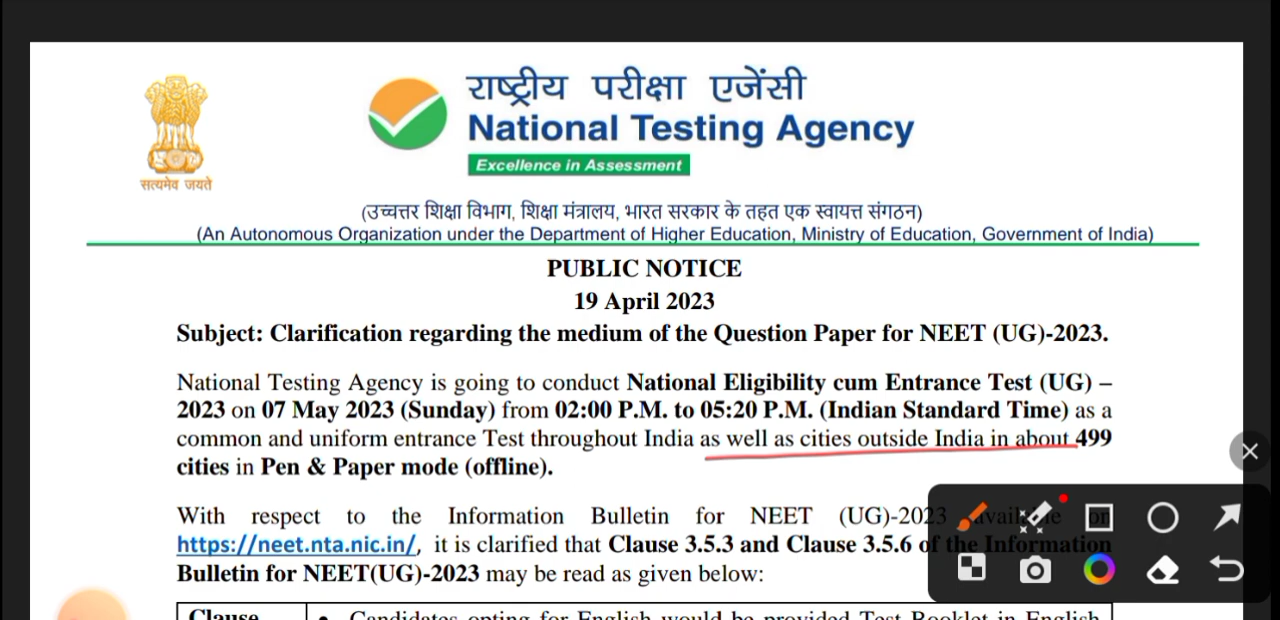 सत्यमेव जयते
राष्ट्रीय परीक्षा एजेंसी
National Testing Agency
Excellence in Assessment
(उच्चत्तर शिक्षा विभाग, शिक्षा मंत्रालय, भारत सरकार के तहत एक स्वायत्त संगठन)
(An Autonomous Organization under the Department of Higher Education, Ministry of Education, Government of India)
PUBLIC NOTICE
19 April 2023
Subject: Clarification regarding the medium of the Question Paper for NEET (UG)-2023.
National Testing Agency is going to conduct National Eligibility cum Entrance Test (UG) –
2023 on 07 May 2023 (Sunday) from 02:00 P.M. to 05:20 P.M. (Indian Standard Time) as a
common and uniform entrance Test throughout India as well as cities outside India in about 499
cities in Pen & Paper mode (offline).
With respect to the Information Bulletin for NEET (UG)-2023 available on
https://neet.nta.nic.in/, it is clarified that Clause 3.5.3 and Clause 3.5.6 of the Information
Bulletin for NEET(UG)-2023 may be read as given below:
Clause • Candidates opting for English would be provided Test Booklet in English